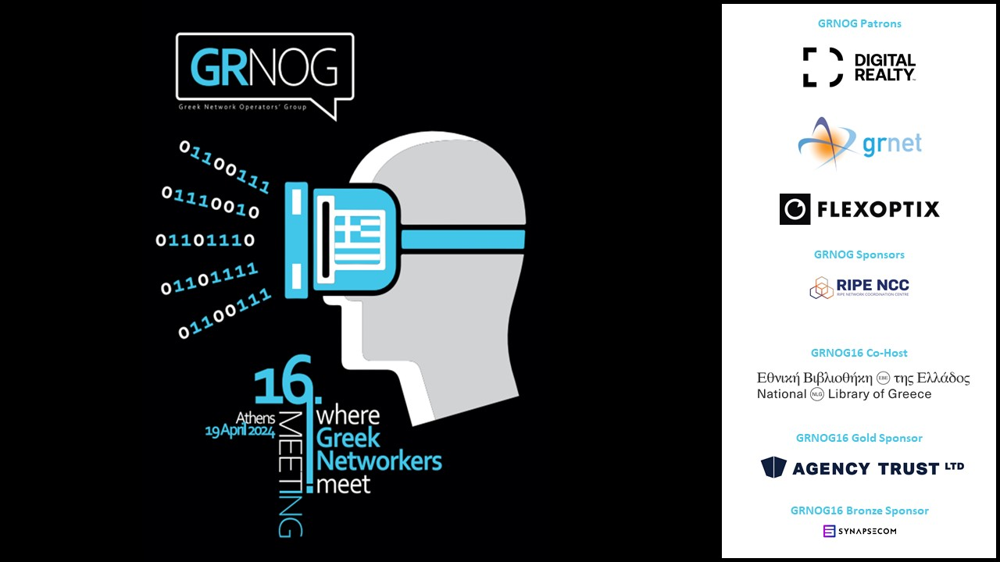 GRNOG
Greek Network Operators' Group
01100111
01110010
01101110
01101111
01100111
16.
Athens
19 April 2024
MEETING
where
Greek
Networkers
meet
GRNOG Patrons
DIGITAL
REALTY™
grnet
FLEXOPTIX
GRNOG Sponsors
RIPE NCC
RIPE NETWORK COORDINATION CENTRE
GRNOG16 Co-Host
Εθνική Βιβλιοθήκη EBE της Ελλάδος
National NLG Library of Greece
GRNOG16 Gold Sponsor
AGENCY TRUST LTD
GRNOG16 Bronze Sponsor
SYNAPSECOM